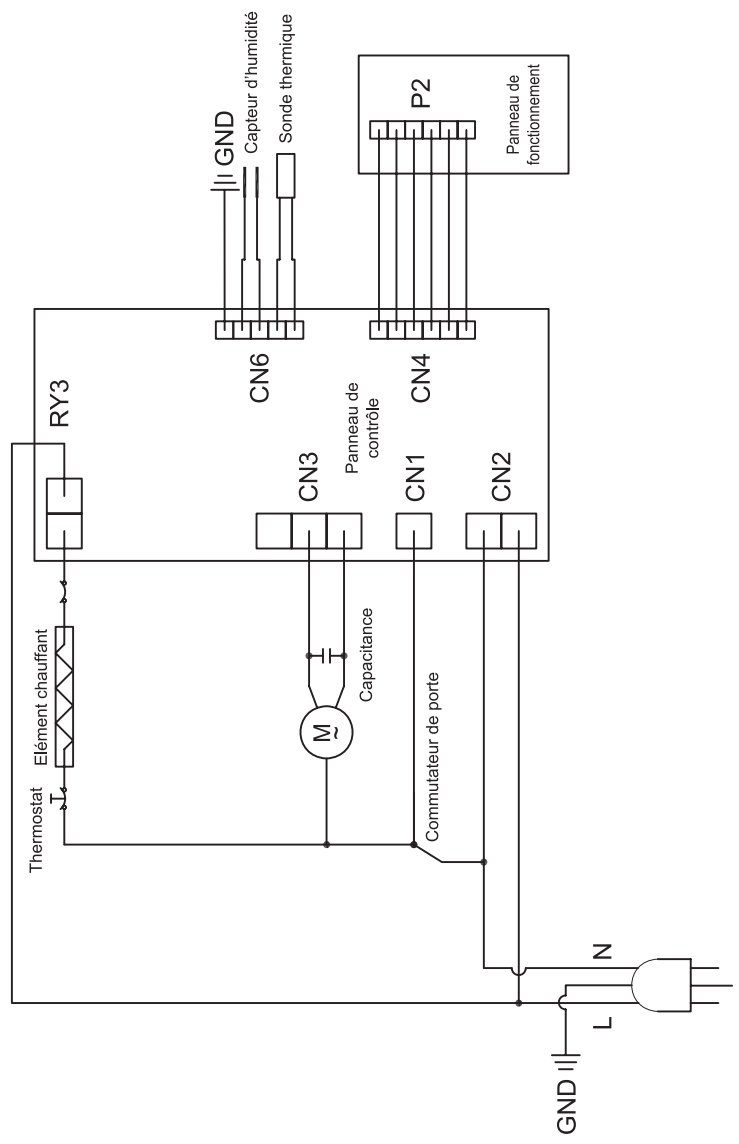 GND
Capteur d'humidité
Sonde thermique
P2
Panneau de
fonctionnement
RY3
CN6
CN4
Panneau de
contrôle
CN3
CN1
CN2
Elément chauffant
Thermostat
M
~
Capacitance
Commutateur de porte
N
L
GND